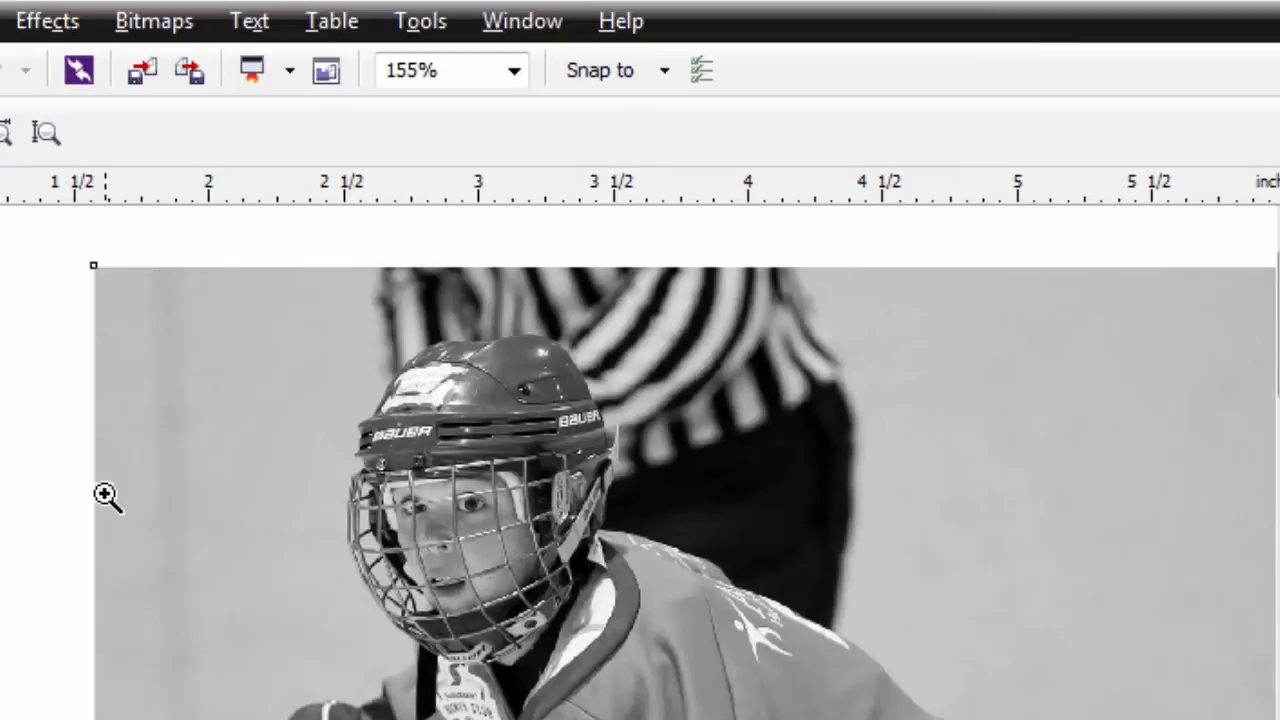 Effects Bitmaps Text Table Tools Window Help
155% Snap to
1 1/2 2 2 1/2 3 3 1/2 4 4 1/2 5 5 1/2 inch
BAUER BAUER